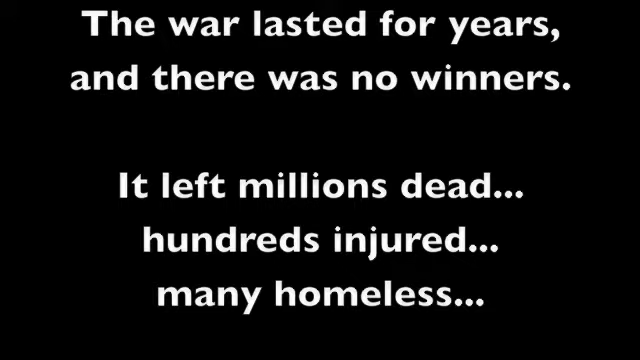 The war lasted for years,
and there was no winners.
It left millions dead...
hundreds injured...
many homeless...